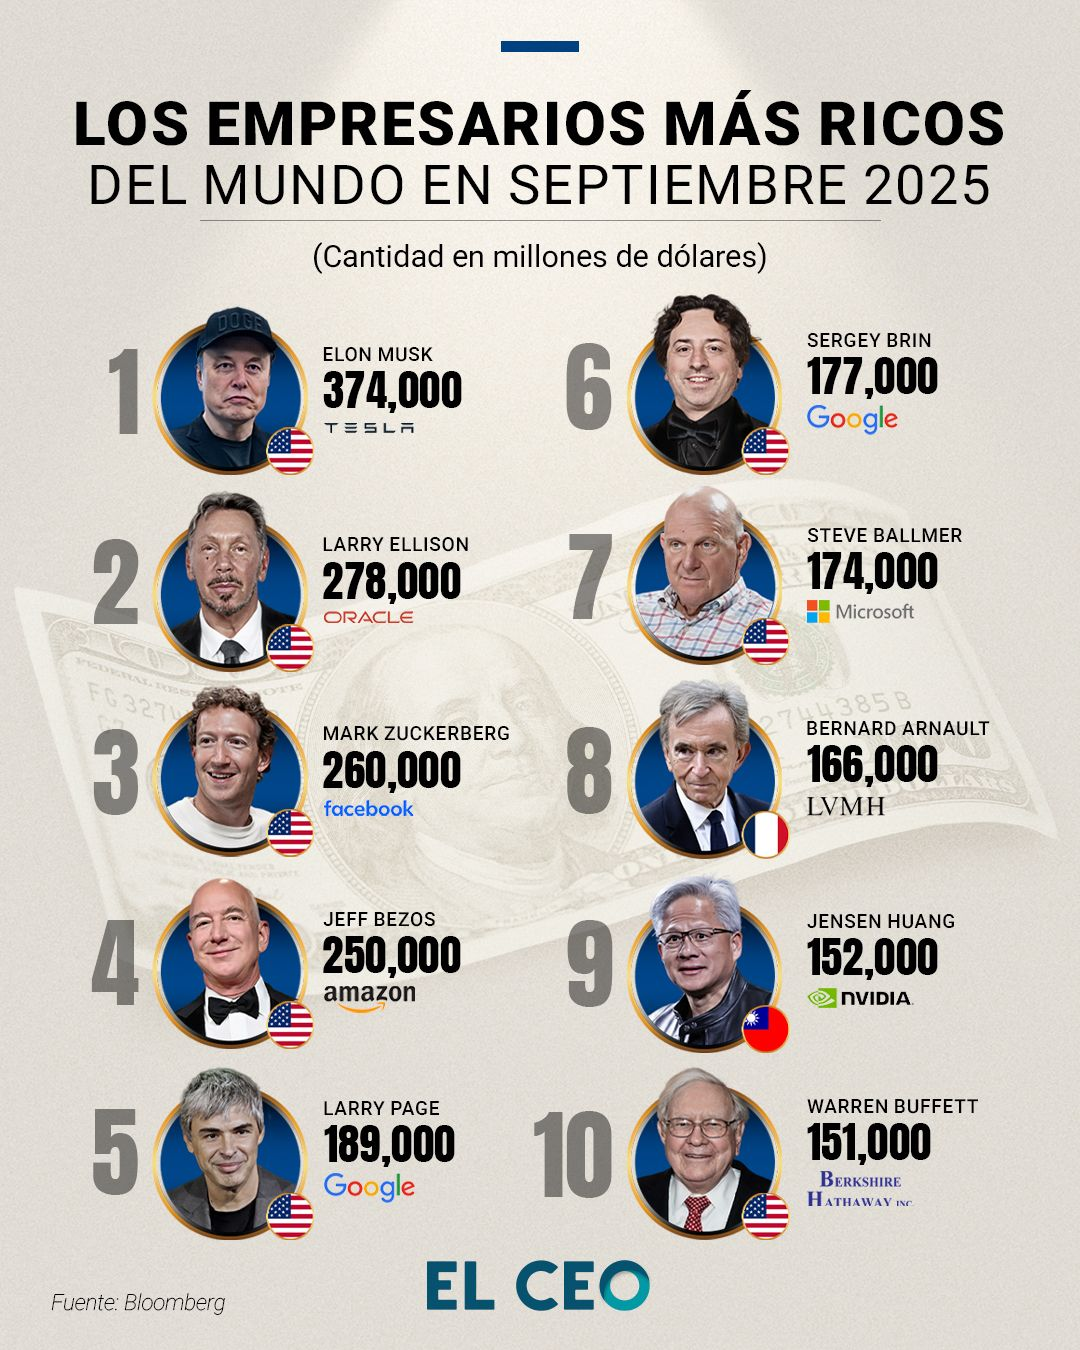 LOS EMPRESARIOS MÁS RICOS
DEL MUNDO EN SEPTIEMBRE 2025
(Cantidad en millones de dólares)
1
DOGE
ELON MUSK
374,000
TESLA
2
LARRY ELLISON
278,000
ORACLE
3
MARK ZUCKERBERG
260,000
facebook
4
JEFF BEZOS
250,000
amazon
5
LARRY PAGE
189,000
Google
6
SERGEY BRIN
177,000
Google
7
STEVE BALLMER
174,000
Microsoft
8
BERNARD ARNAULT
166,000
LVMH
9
JENSEN HUANG
152,000
NVIDIA
10
WARREN BUFFETT
151,000
BERKSHIRE
HATHAWAY INC.
Fuente: Bloomberg
EL CEO